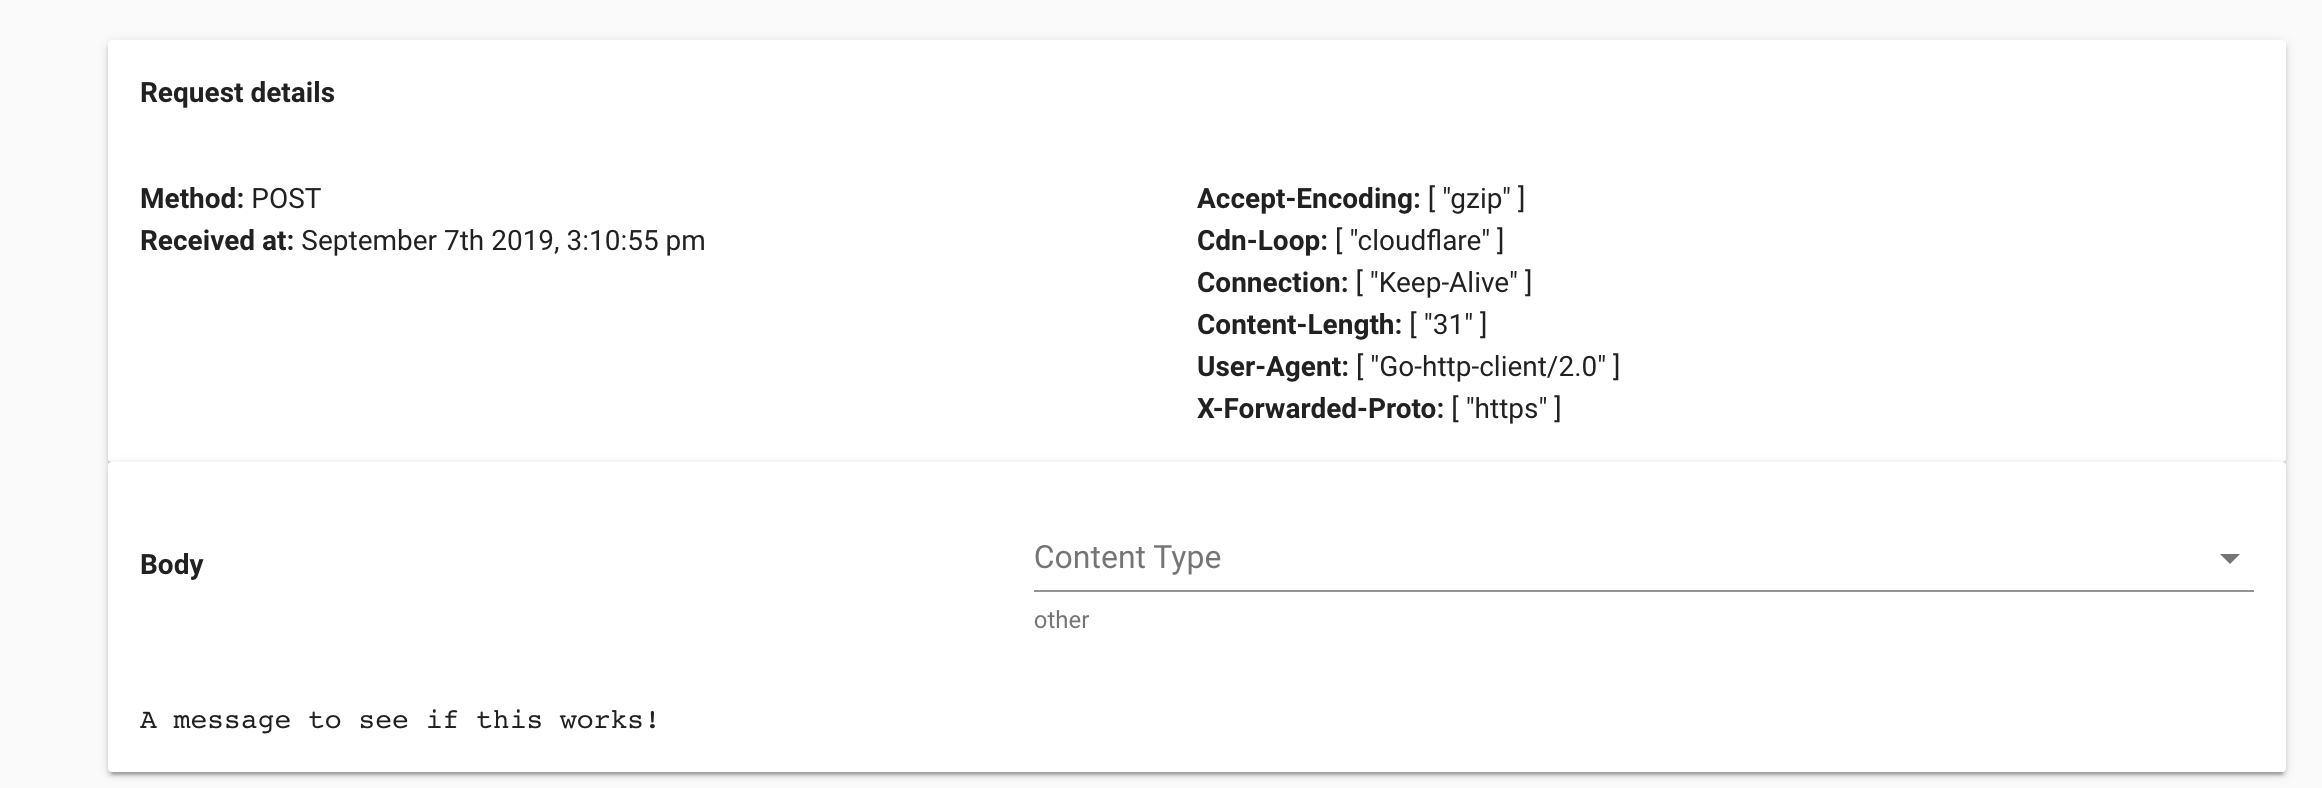 Request details
Method: POST
Received at: September 7th 2019, 3:10:55 pm
Accept-Encoding: [ "gzip" ]
Cdn-Loop: [ "cloudflare" ]
Connection: [ "Keep-Alive" ]
Content-Length: [ "31" ]
User-Agent: [ "Go-http-client/2.0" ]
X-Forwarded-Proto: [ "https" ]
Body
Content Type
other
A message to see if this works!